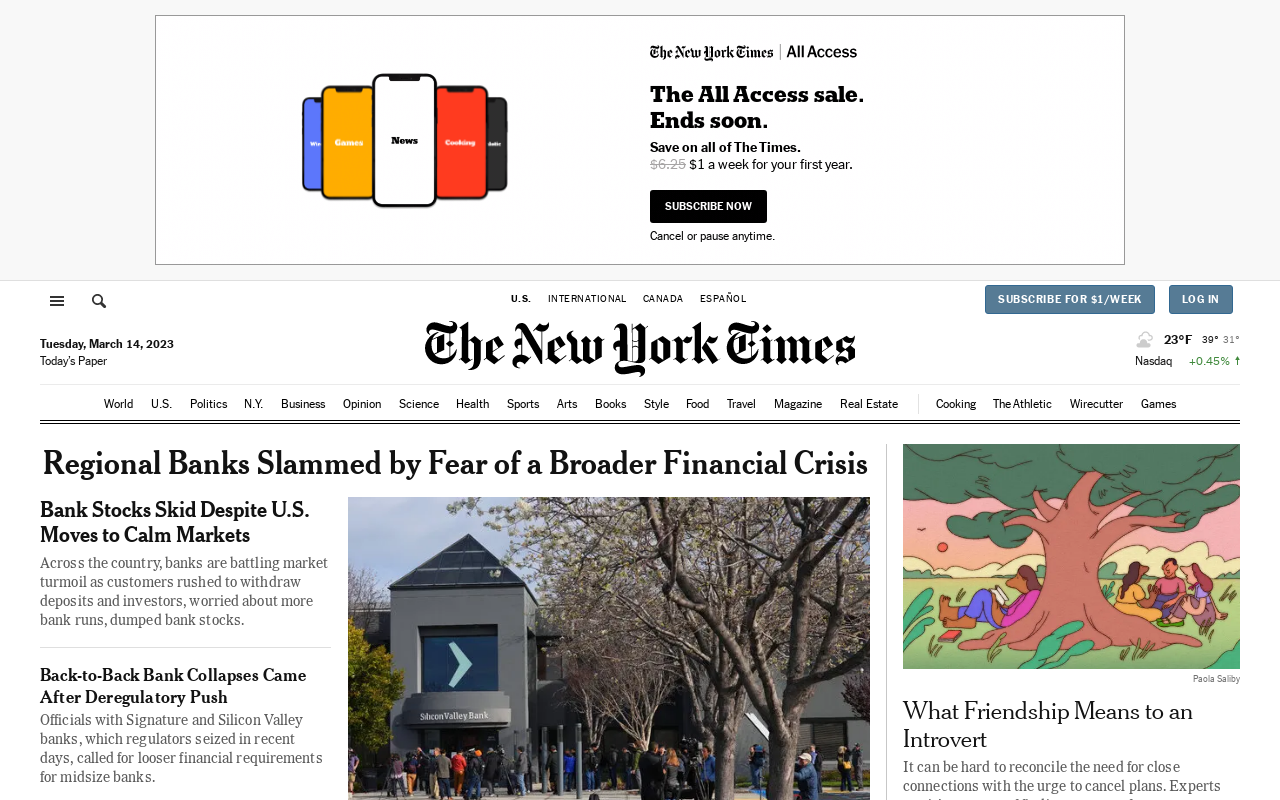 The New York Times | All Access
The All Access sale.
Ends soon.
Save on all of The Times.
$6.25 $1 a week for your first year.
SUBSCRIBE NOW
Cancel or pause anytime.
Games
News
Cooking
U.S. INTERNATIONAL CANADA ESPAÑOL
SUBSCRIBE FOR $1/WEEK
LOG IN
Tuesday, March 14, 2023
Today's Paper
The New York Times
23°F 39° 31°
Nasdaq +0.45% ↑
World U.S. Politics N.Y. Business Opinion Science Health Sports Arts Books Style Food Travel Magazine Real Estate Cooking The Athletic Wirecutter Games
Regional Banks Slammed by Fear of a Broader Financial Crisis
Bank Stocks Skid Despite U.S.
Moves to Calm Markets
Across the country, banks are battling market
turmoil as customers rushed to withdraw
deposits and investors, worried about more
bank runs, dumped bank stocks.
Back-to-Back Bank Collapses Came
After Deregulatory Push
Officials with Signature and Silicon Valley
banks, which regulators seized in recent
days, called for looser financial requirements
for midsize banks.
Silicon Valley Bank
Paola Saliby
What Friendship Means to an
Introvert
It can be hard to reconcile the need for close
connections with the urge to cancel plans. Experts